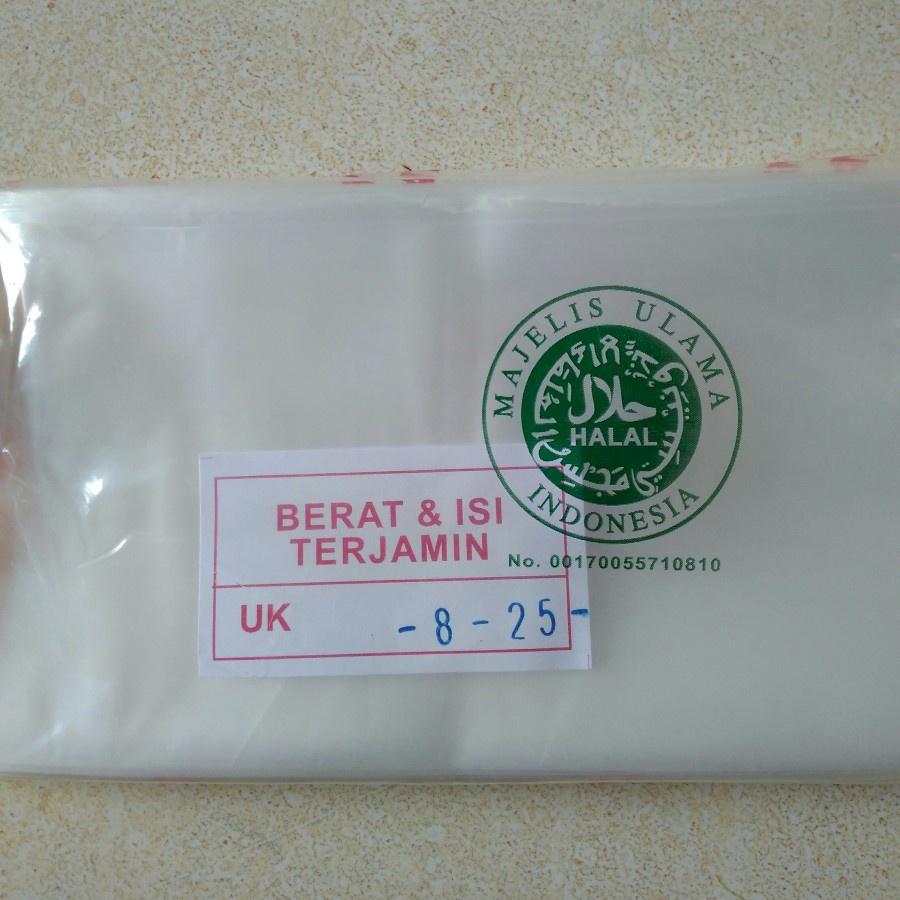 MAJELIS ULAMA
حلال
HALAL
INDONESIA
No. 00170055710810
BERAT & ISI
TERJAMIN
UK - 8 - 25 -